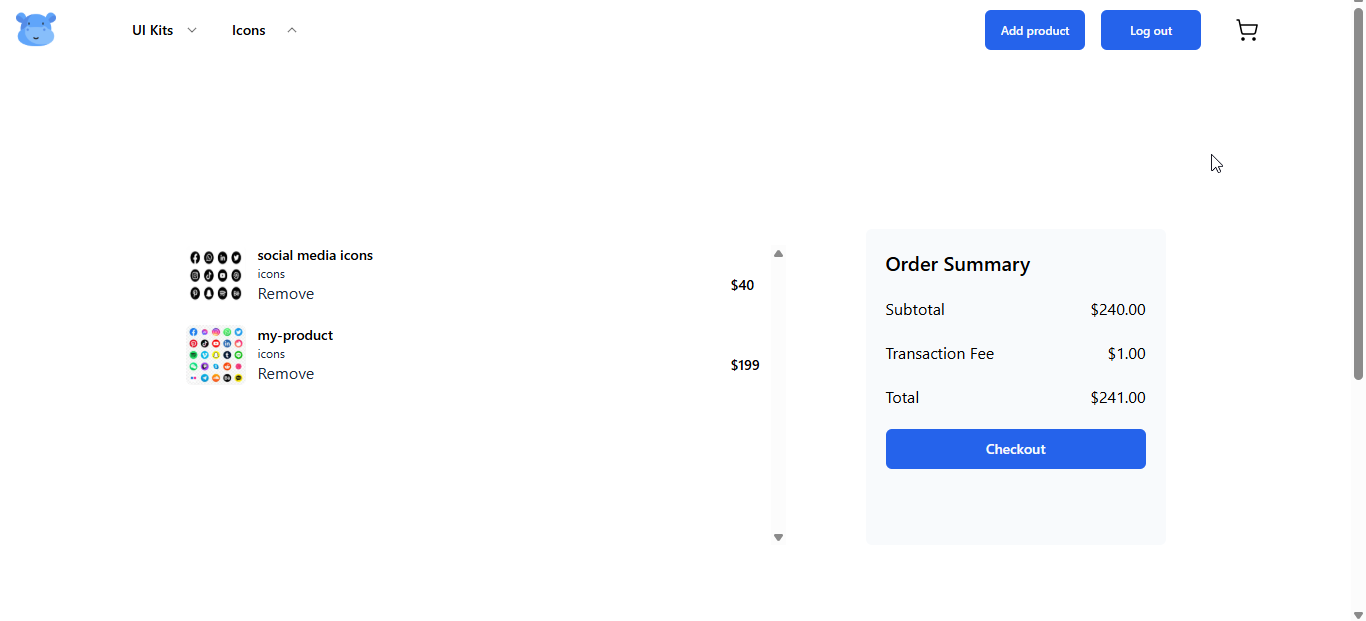 UI Kits
Icons
Add product
Log out
social media icons
icons
Remove
$40
my-product
icons
Remove
$199
Order Summary
Subtotal $240.00
Transaction Fee $1.00
Total $241.00
Checkout